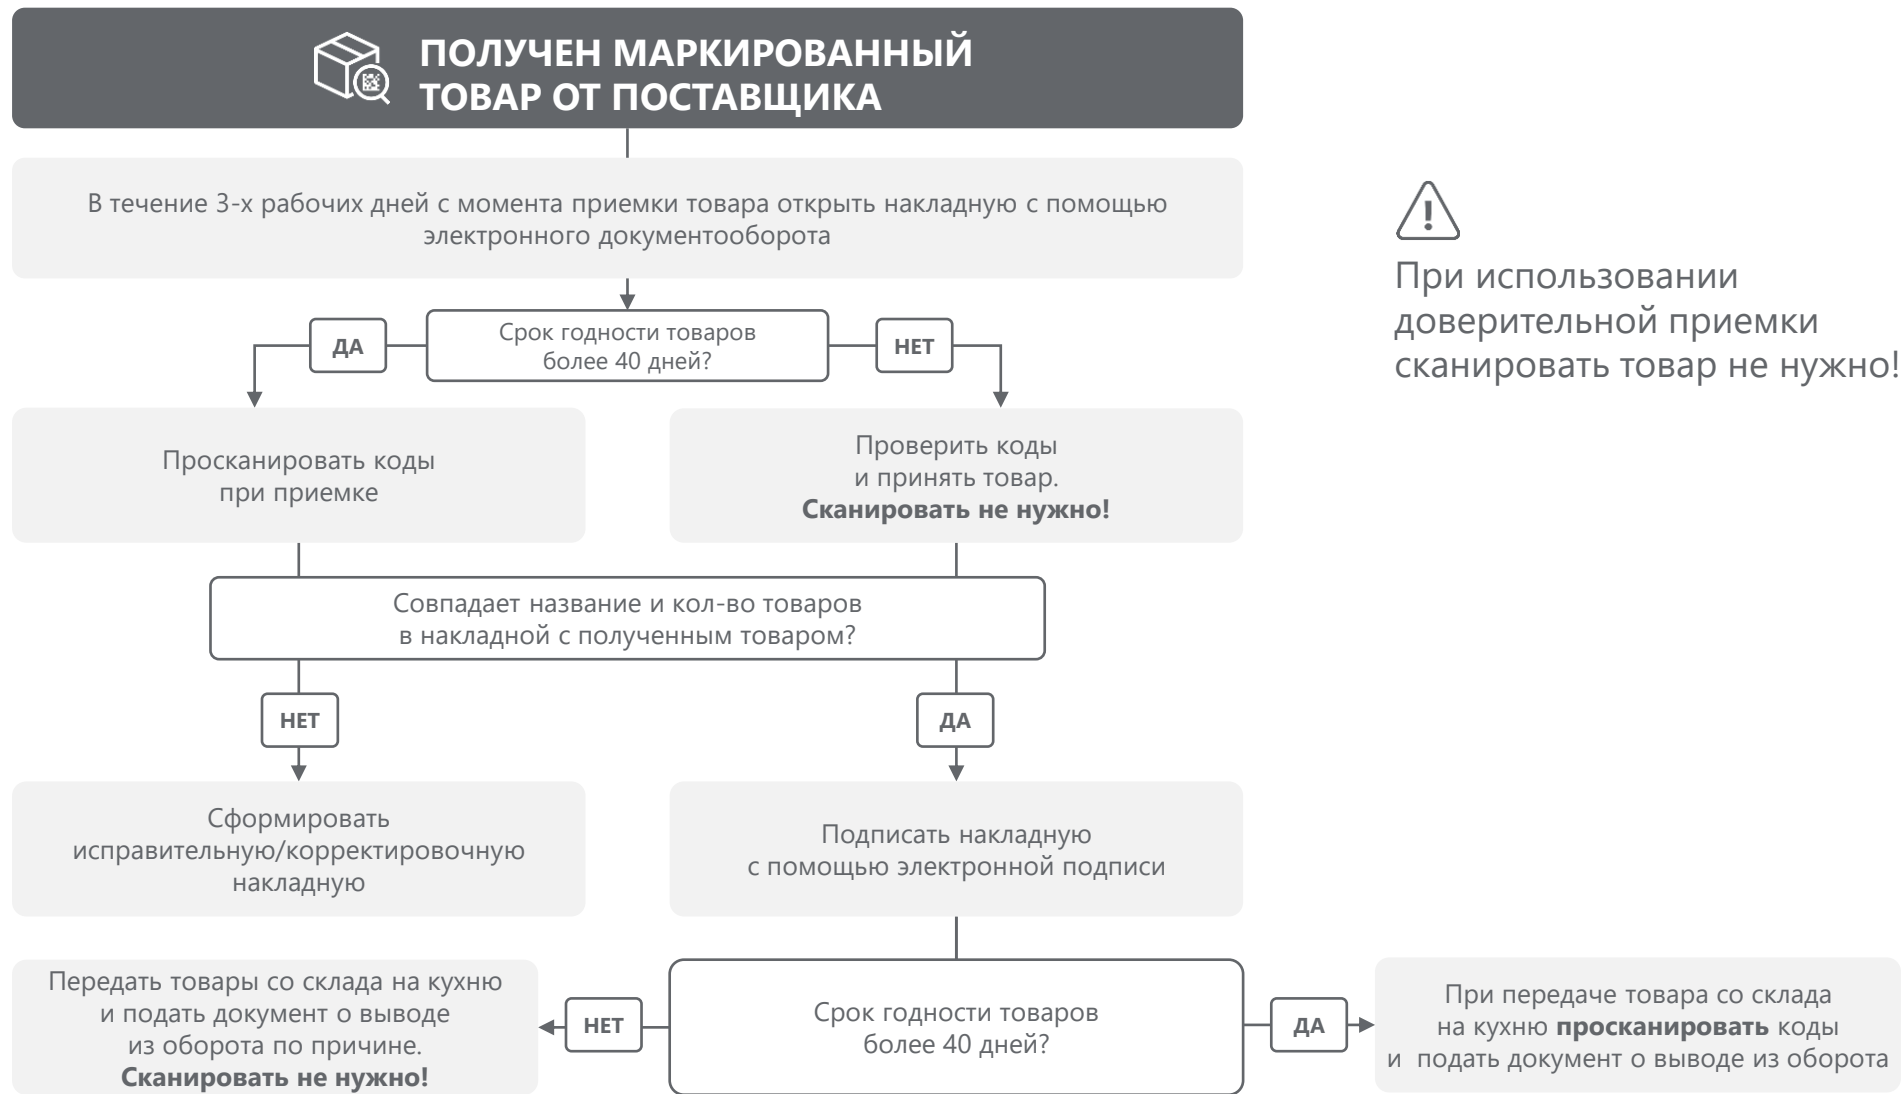 ПОЛУЧЕН МАРКИРОВАННЫЙ
ТОВАР ОТ ПОСТАВЩИКА
В течение 3-х рабочих дней с момента приемки товара открыть накладную с помощью
электронного документооборота
При использовании
доверительной приемки
сканировать товар не нужно!
ДА
Срок годности товаров
более 40 дней?
НЕТ
Просканировать коды
при приемке
Проверить коды
и принять товар.
Сканировать не нужно!
Совпадает название и кол-во товаров
в накладной с полученным товаром?
НЕТ
ДА
Сформировать
исправительную/корректировочную
накладную
Подписать накладную
с помощью электронной подписи
Передать товары со склада на кухню
и подать документ о выводе
из оборота по причине.
Сканировать не нужно!
НЕТ
Срок годности товаров
более 40 дней?
ДА
При передаче товара со склада
на кухню просканировать коды
и подать документ о выводе из оборота